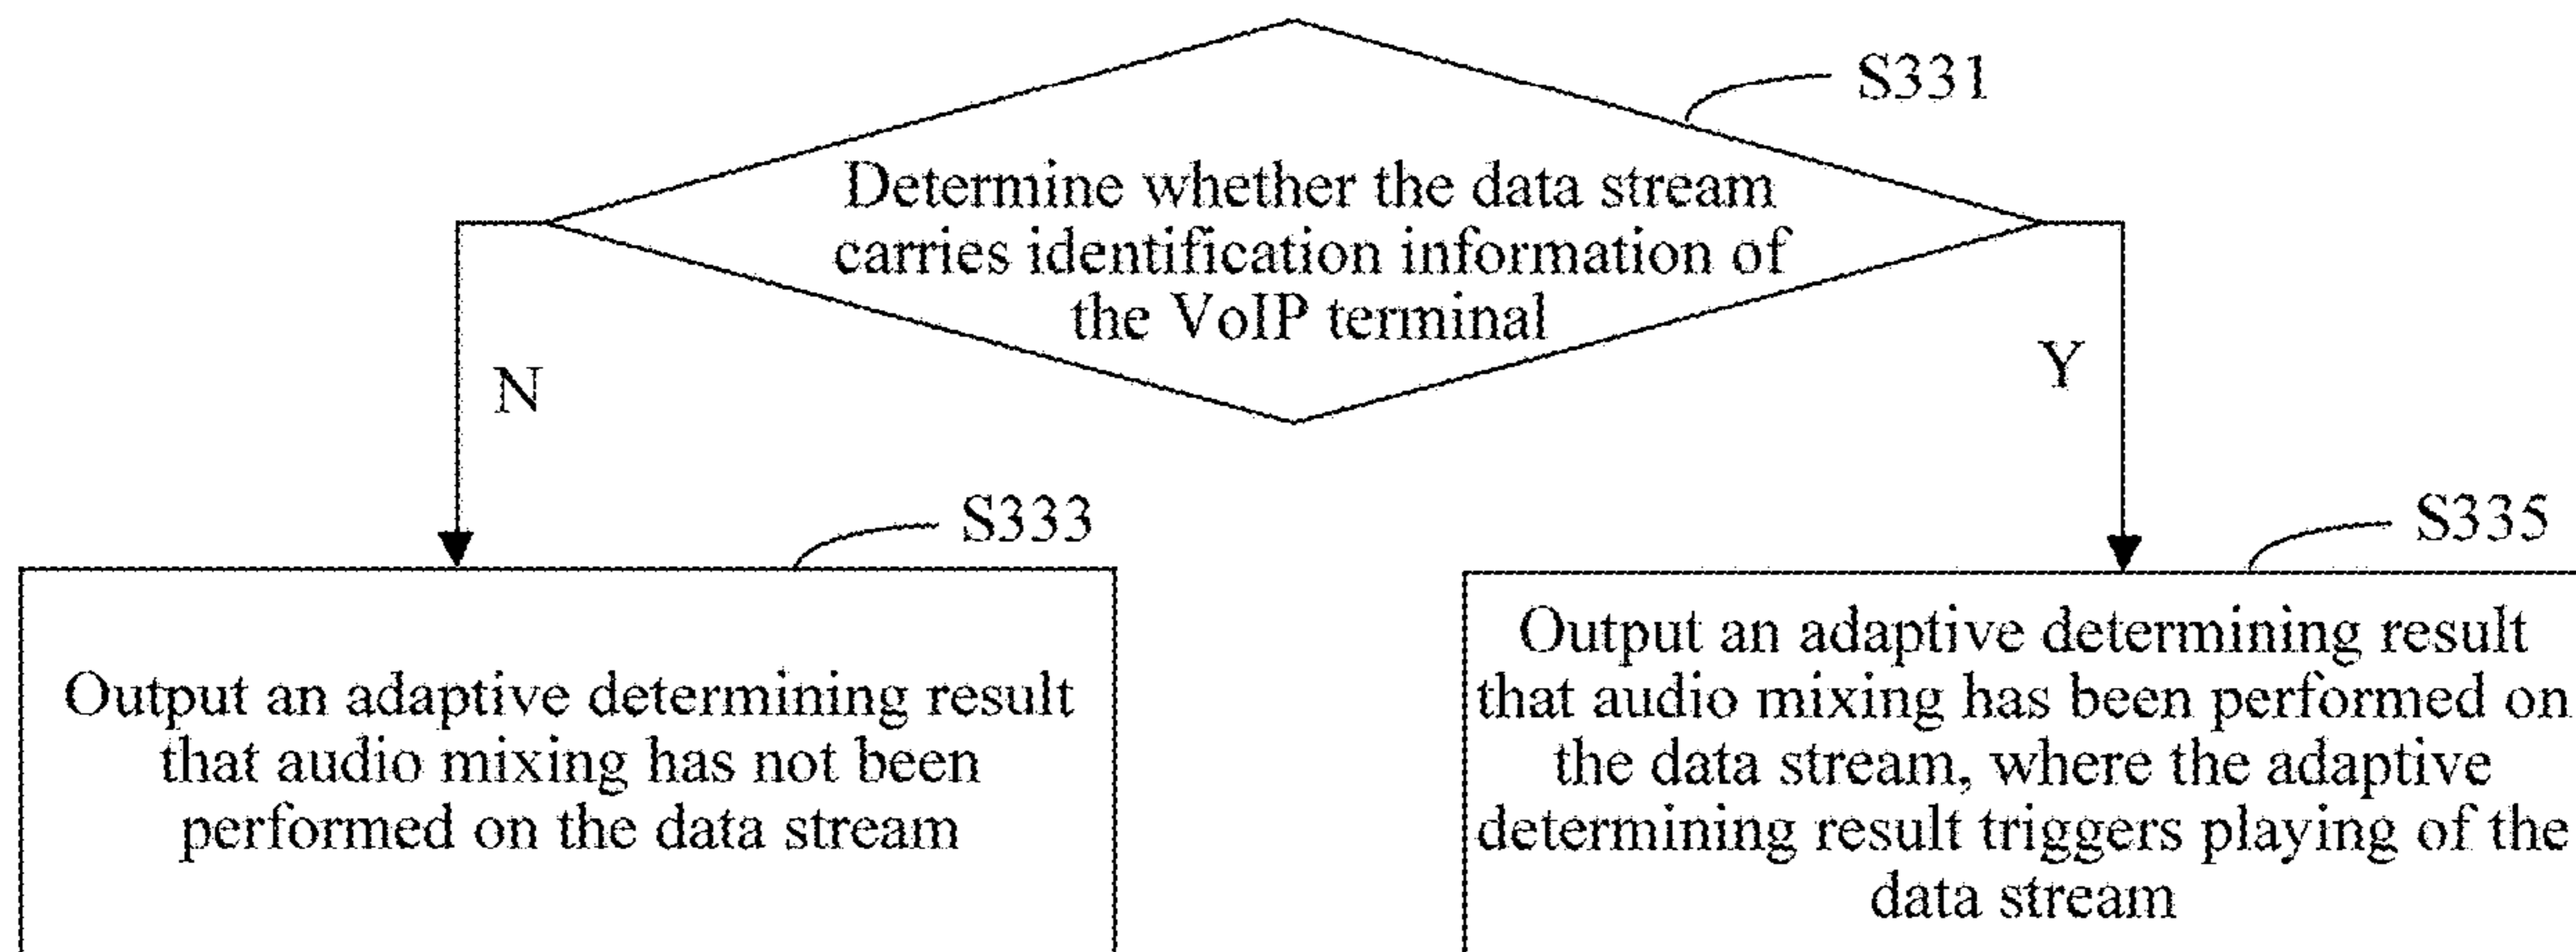 S331
Determine whether the data stream
carries identification information of
the VoIP terminal
N
Y
S333
Output an adaptive determining result
that audio mixing has not been
performed on the data stream
S335
Output an adaptive determining result
that audio mixing has been performed on
the data stream, where the adaptive
determining result triggers playing of the
data stream